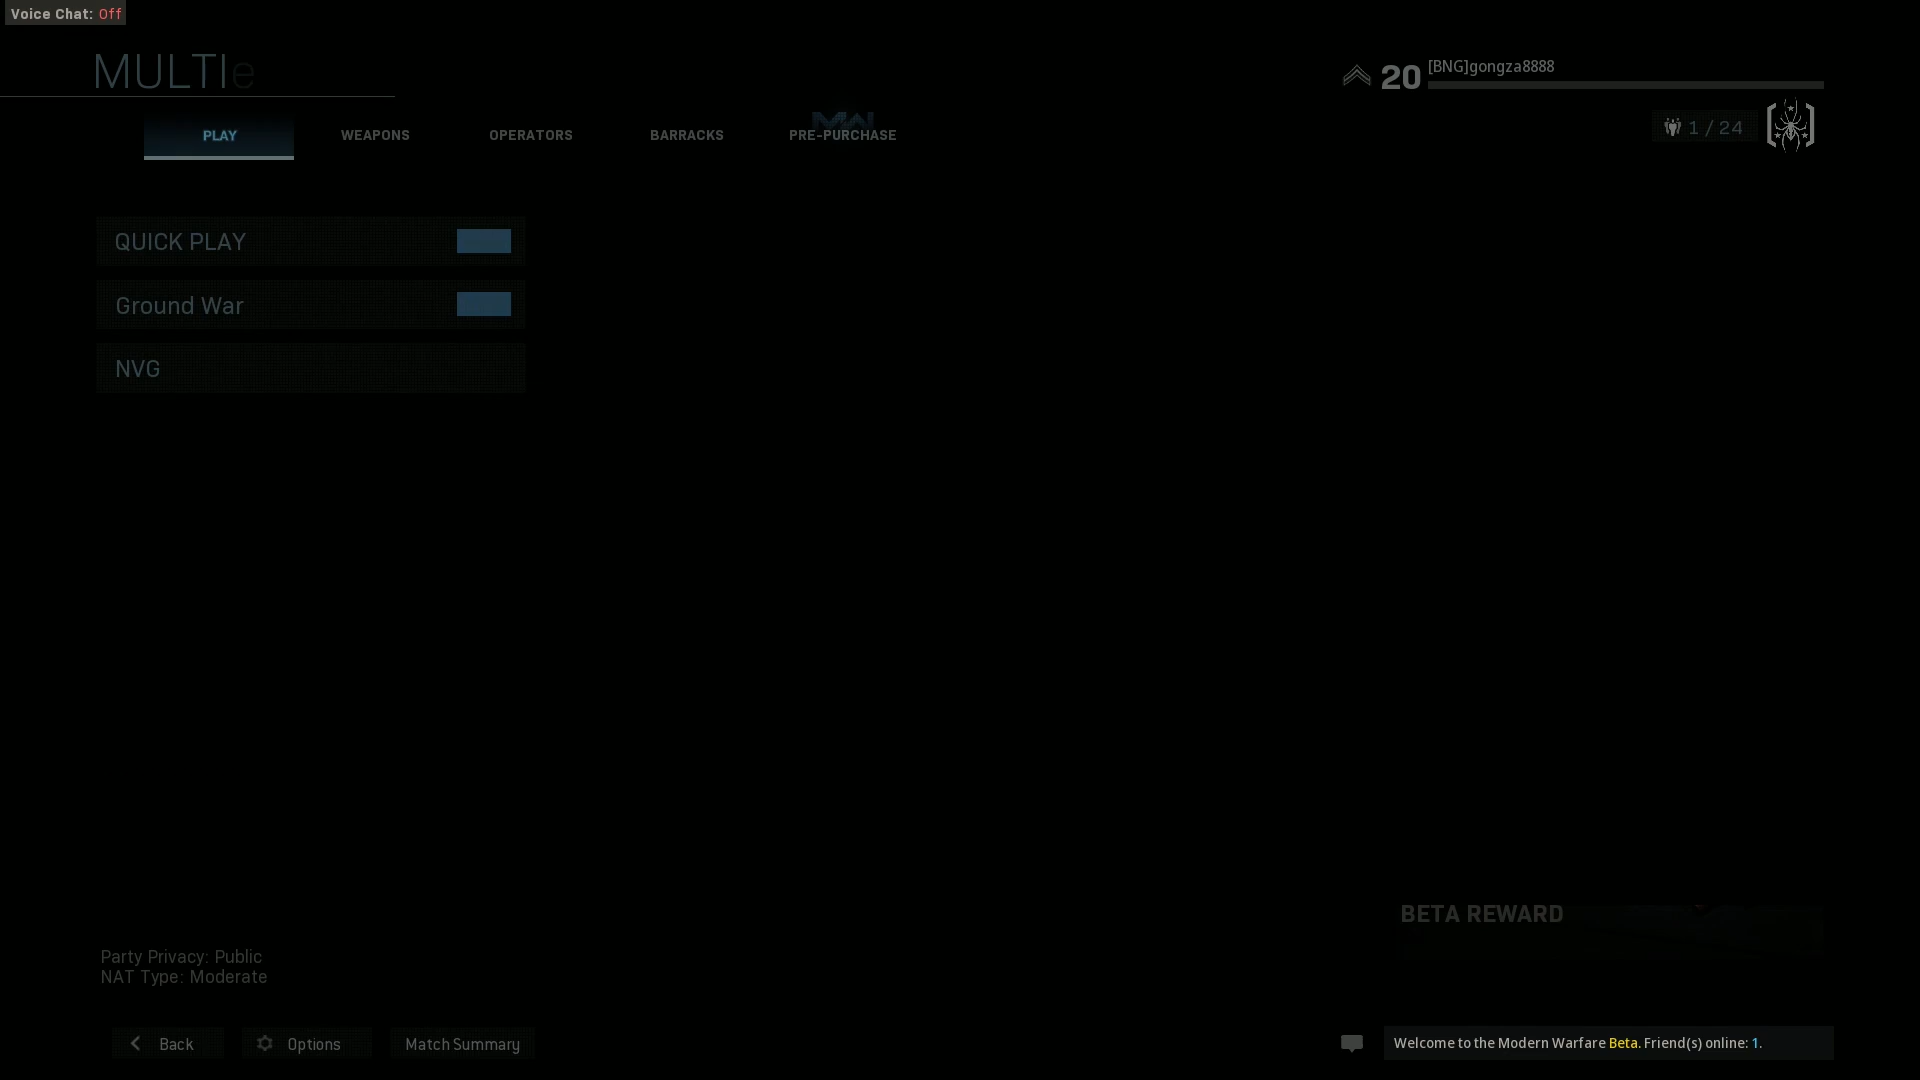 Voice Chat: Off
MULTIe
20 [BNG]gongza8888
PLAY WEAPONS OPERATORS BARRACKS PRE-PURCHASE
1 / 24
QUICK PLAY
Ground War
NVG
BETA REWARD
Party Privacy: Public
NAT Type: Moderate
Back Options Match Summary
Welcome to the Modern Warfare Beta. Friend(s) online: 1.